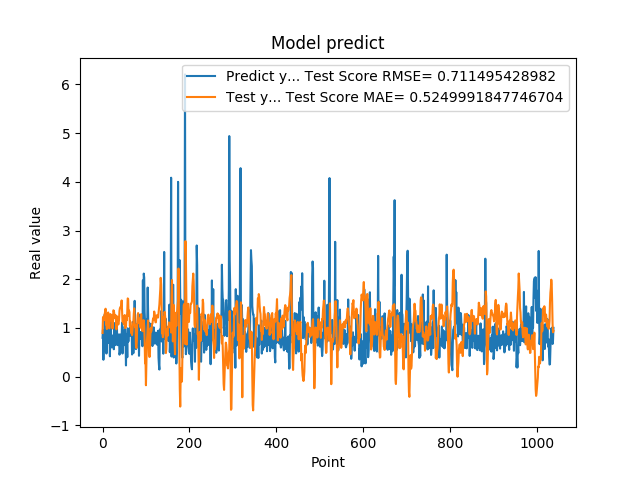 Model predict
Predict y... Test Score RMSE= 0.711495428982
Test y... Test Score MAE= 0.5249991847746704
6
5
4
3
2
1
0
−1
Real value
0 200 400 600 800 1000
Point